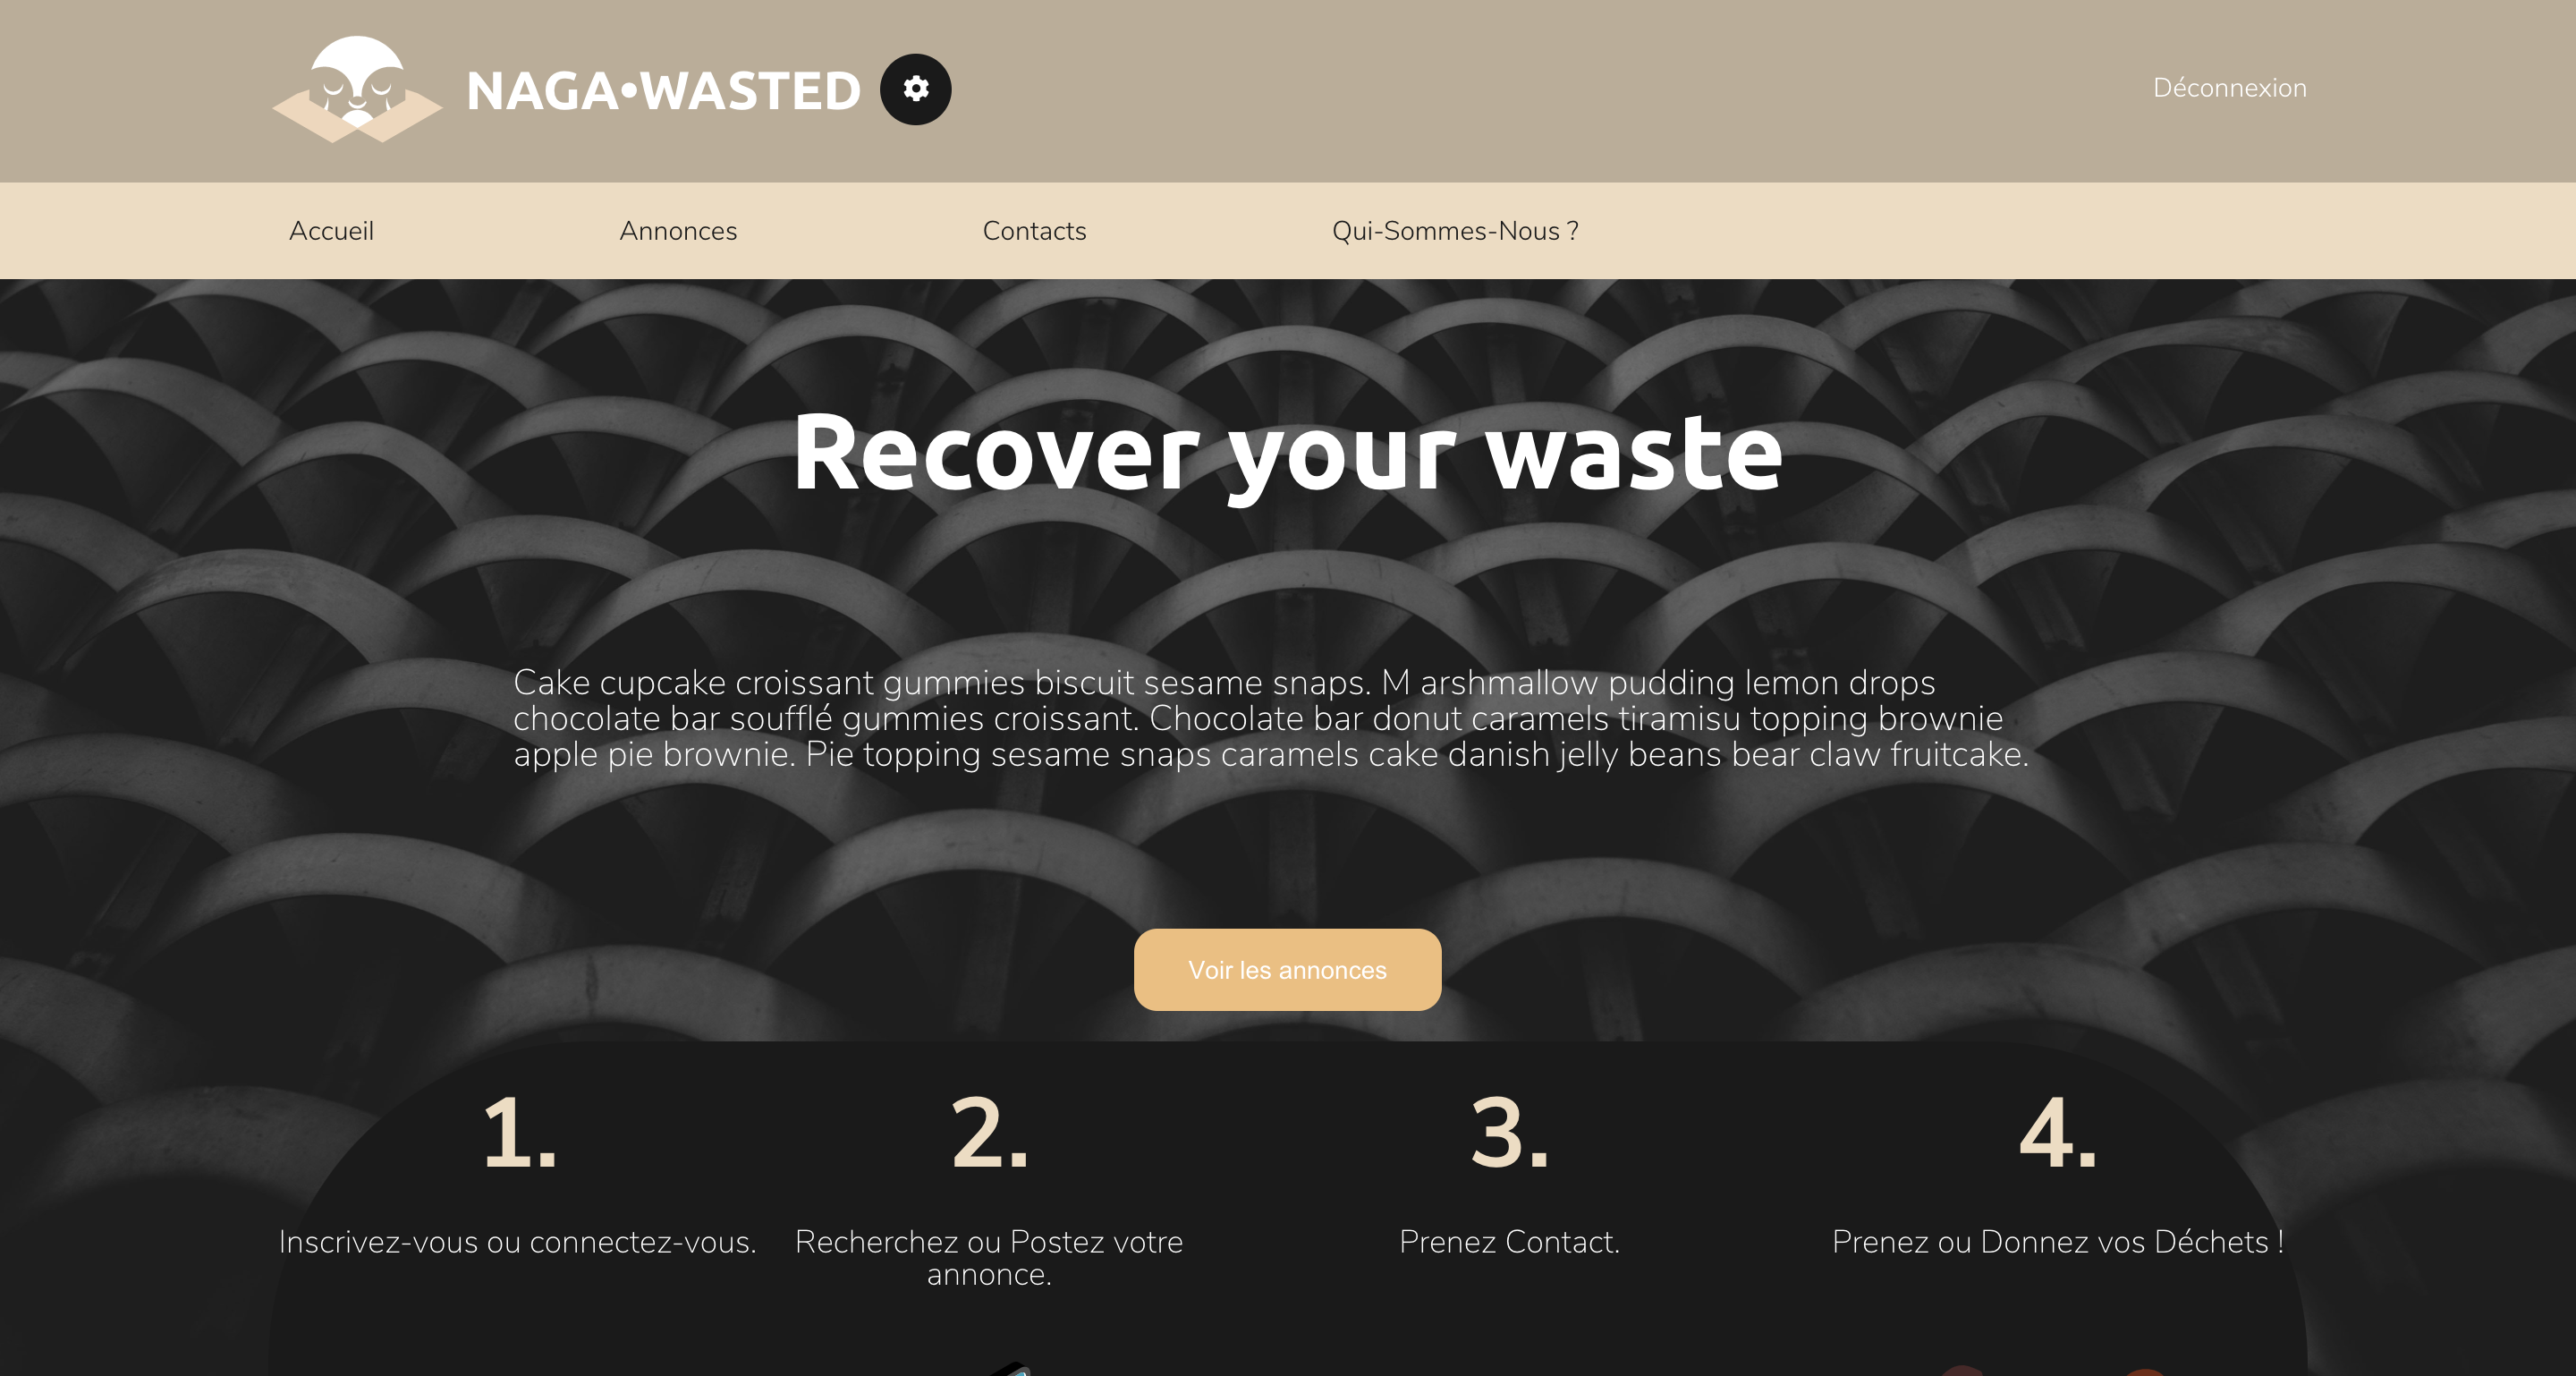 NAGA•WASTED
Déconnexion
Accueil
Annonces
Contacts
Qui-Sommes-Nous ?
Recover your waste
Cake cupcake croissant gummies biscuit sesame snaps. M arshmallow pudding lemon drops
chocolate bar soufflé gummies croissant. Chocolate bar donut caramels tiramisu topping brownie
apple pie brownie. Pie topping sesame snaps caramels cake danish jelly beans bear claw fruitcake.
Voir les annonces
1.
Inscrivez-vous ou connectez-vous.
2.
Recherchez ou Postez votre
annonce.
3.
Prenez Contact.
4.
Prenez ou Donnez vos Déchets !